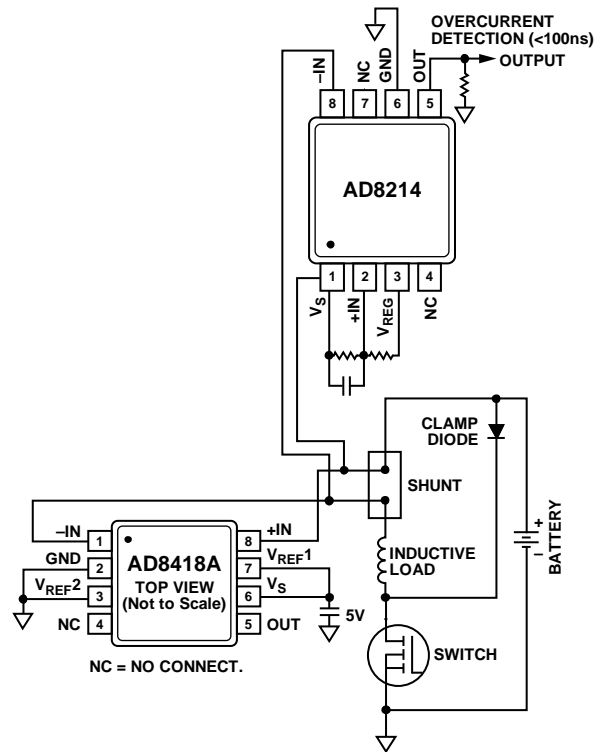 OVERCURRENT
DETECTION (<100ns)
OUTPUT
–IN
NC
GND
OUT
8
7
6
5
AD8214
1
2
3
4
VS
+IN
VREG
NC
CLAMP
DIODE
SHUNT
+
–
BATTERY
INDUCTIVE
LOAD
SWITCH
–IN
GND
VREF2
NC
1
2
3
4
AD8418A
TOP VIEW
(Not to Scale)
8
7
6
5
+IN
VREF1
VS
OUT
5V
NC = NO CONNECT.